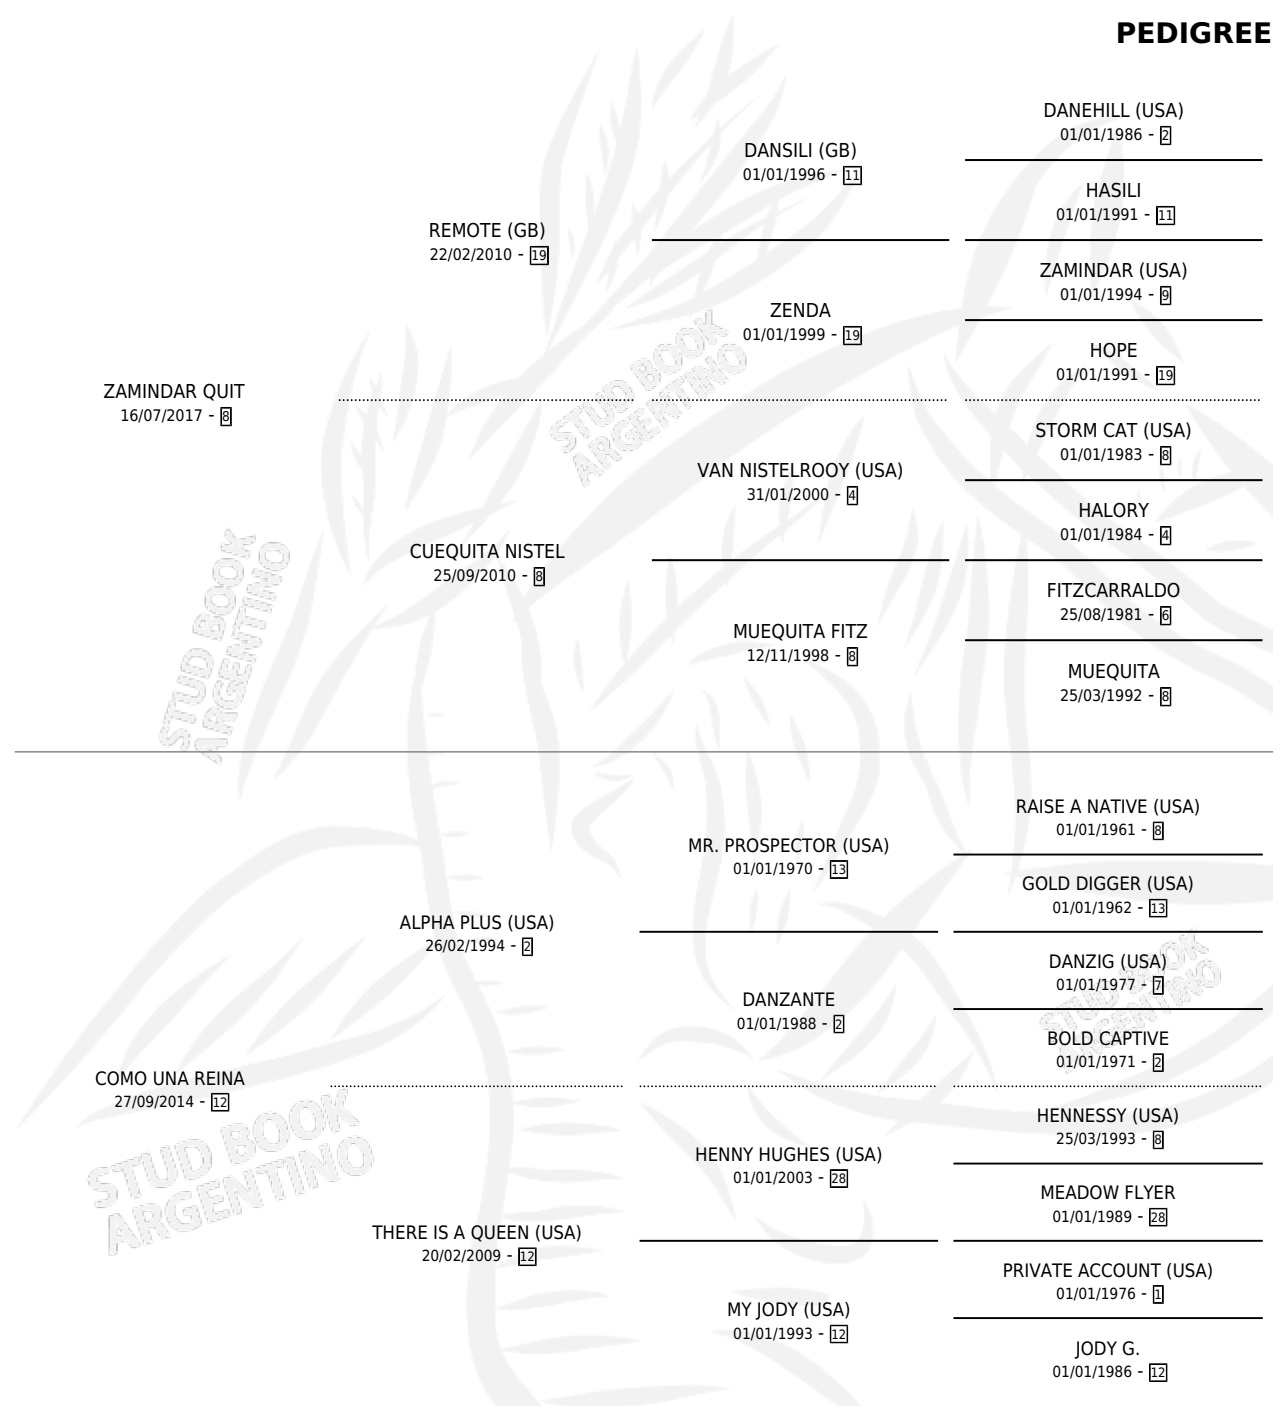 PEDIGREE
DANEHILL (USA)
01/01/1986 - 2
DANSILI (GB)
01/01/1996 - 11
HASILI
01/01/1991 - 11
REMOTE (GB)
22/02/2010 - 19
ZAMINDAR (USA)
01/01/1994 - 9
ZENDA
01/01/1999 - 19
HOPE
01/01/1991 - 19
ZAMINDAR QUIT
16/07/2017 - 8
STORM CAT (USA)
01/01/1983 - 8
VAN NISTELROOY (USA)
31/01/2000 - 4
HALORY
01/01/1984 - 4
CUEQUITA NISTEL
25/09/2010 - 8
FITZCARRALDO
25/08/1981 - 6
MUEQUITA FITZ
12/11/1998 - 8
MUEQUITA
25/03/1992 - 8
RAISE A NATIVE (USA)
01/01/1961 - 8
MR. PROSPECTOR (USA)
01/01/1970 - 13
GOLD DIGGER (USA)
01/01/1962 - 13
ALPHA PLUS (USA)
26/02/1994 - 2
DANZIG (USA)
01/01/1977 - 7
DANZANTE
01/01/1988 - 2
BOLD CAPTIVE
01/01/1971 - 2
COMO UNA REINA
27/09/2014 - 12
HENNESSY (USA)
25/03/1993 - 8
HENNY HUGHES (USA)
01/01/2003 - 28
MEADOW FLYER
01/01/1989 - 28
THERE IS A QUEEN (USA)
20/02/2009 - 12
PRIVATE ACCOUNT (USA)
01/01/1976 - 1
MY JODY (USA)
01/01/1993 - 12
JODY G.
01/01/1986 - 12
STUD BOOK
ARGENTINO
STUD BOOK
ARGENTINO
STUD BOOK
ARGENTINO
STUD BOOK
ARGENTINO